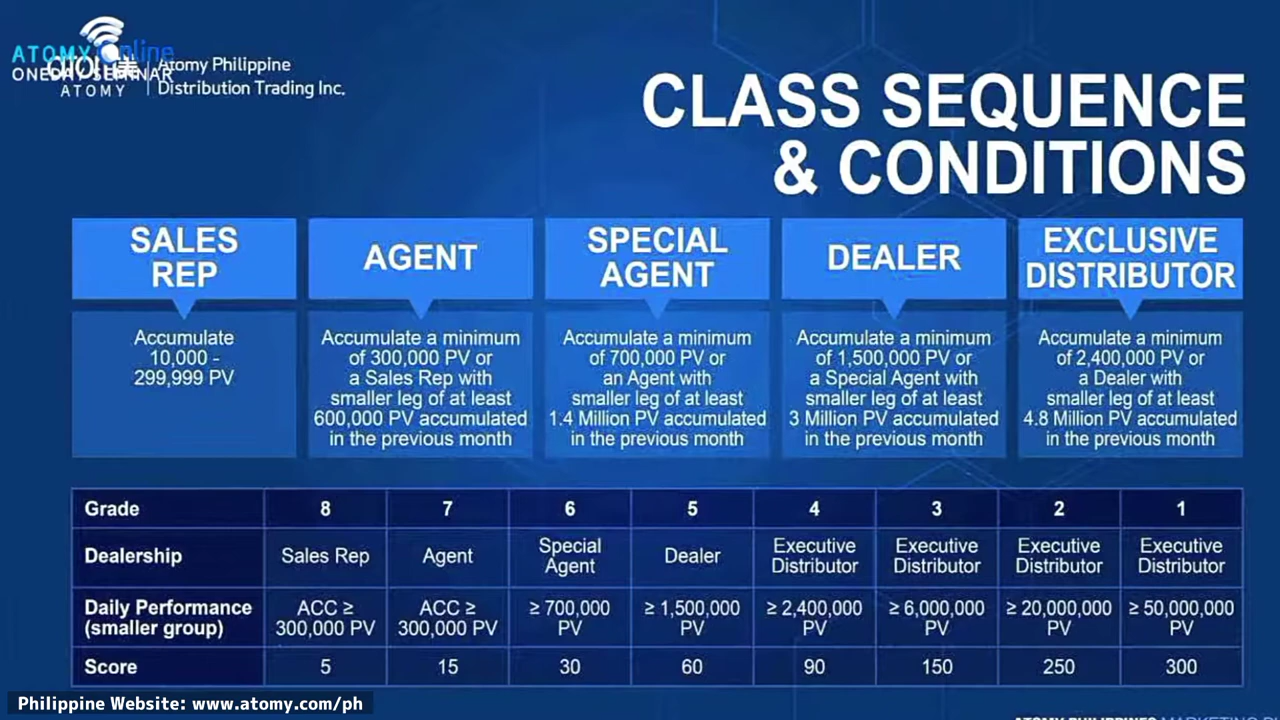 ATOMY Online
ONEDAY SEMINAR
ATOMY
Atomy Philippine
Distribution Trading Inc.
CLASS SEQUENCE
& CONDITIONS
SALES
REP
Accumulate
10,000 -
299,999 PV
AGENT
Accumulate a minimum
of 300,000 PV or
a Sales Rep with
smaller leg of at least
600,000 PV accumulated
in the previous month
SPECIAL
AGENT
Accumulate a minimum
of 700,000 PV or
an Agent with
smaller leg of at least
1.4 Million PV accumulated
in the previous month
DEALER
Accumulate a minimum
of 1,500,000 PV or
a Special Agent with
smaller leg of at least
3 Million PV accumulated
in the previous month
EXCLUSIVE
DISTRIBUTOR
Accumulate a minimum
of 2,400,000 PV or
a Dealer with
smaller leg of at least
4.8 Million PV accumulated
in the previous month
Grade 8 7 6 5 4 3 2 1
Dealership Sales Rep Agent Special Agent Dealer Executive Distributor Executive Distributor Executive Distributor Executive Distributor
Daily Performance (smaller group) ACC ≥ 300,000 PV ACC ≥ 300,000 PV ≥ 700,000 PV ≥ 1,500,000 PV ≥ 2,400,000 PV ≥ 6,000,000 PV ≥ 20,000,000 PV ≥ 50,000,000 PV
Score 5 15 30 60 90 150 250 300
Philippine Website: www.atomy.com/ph